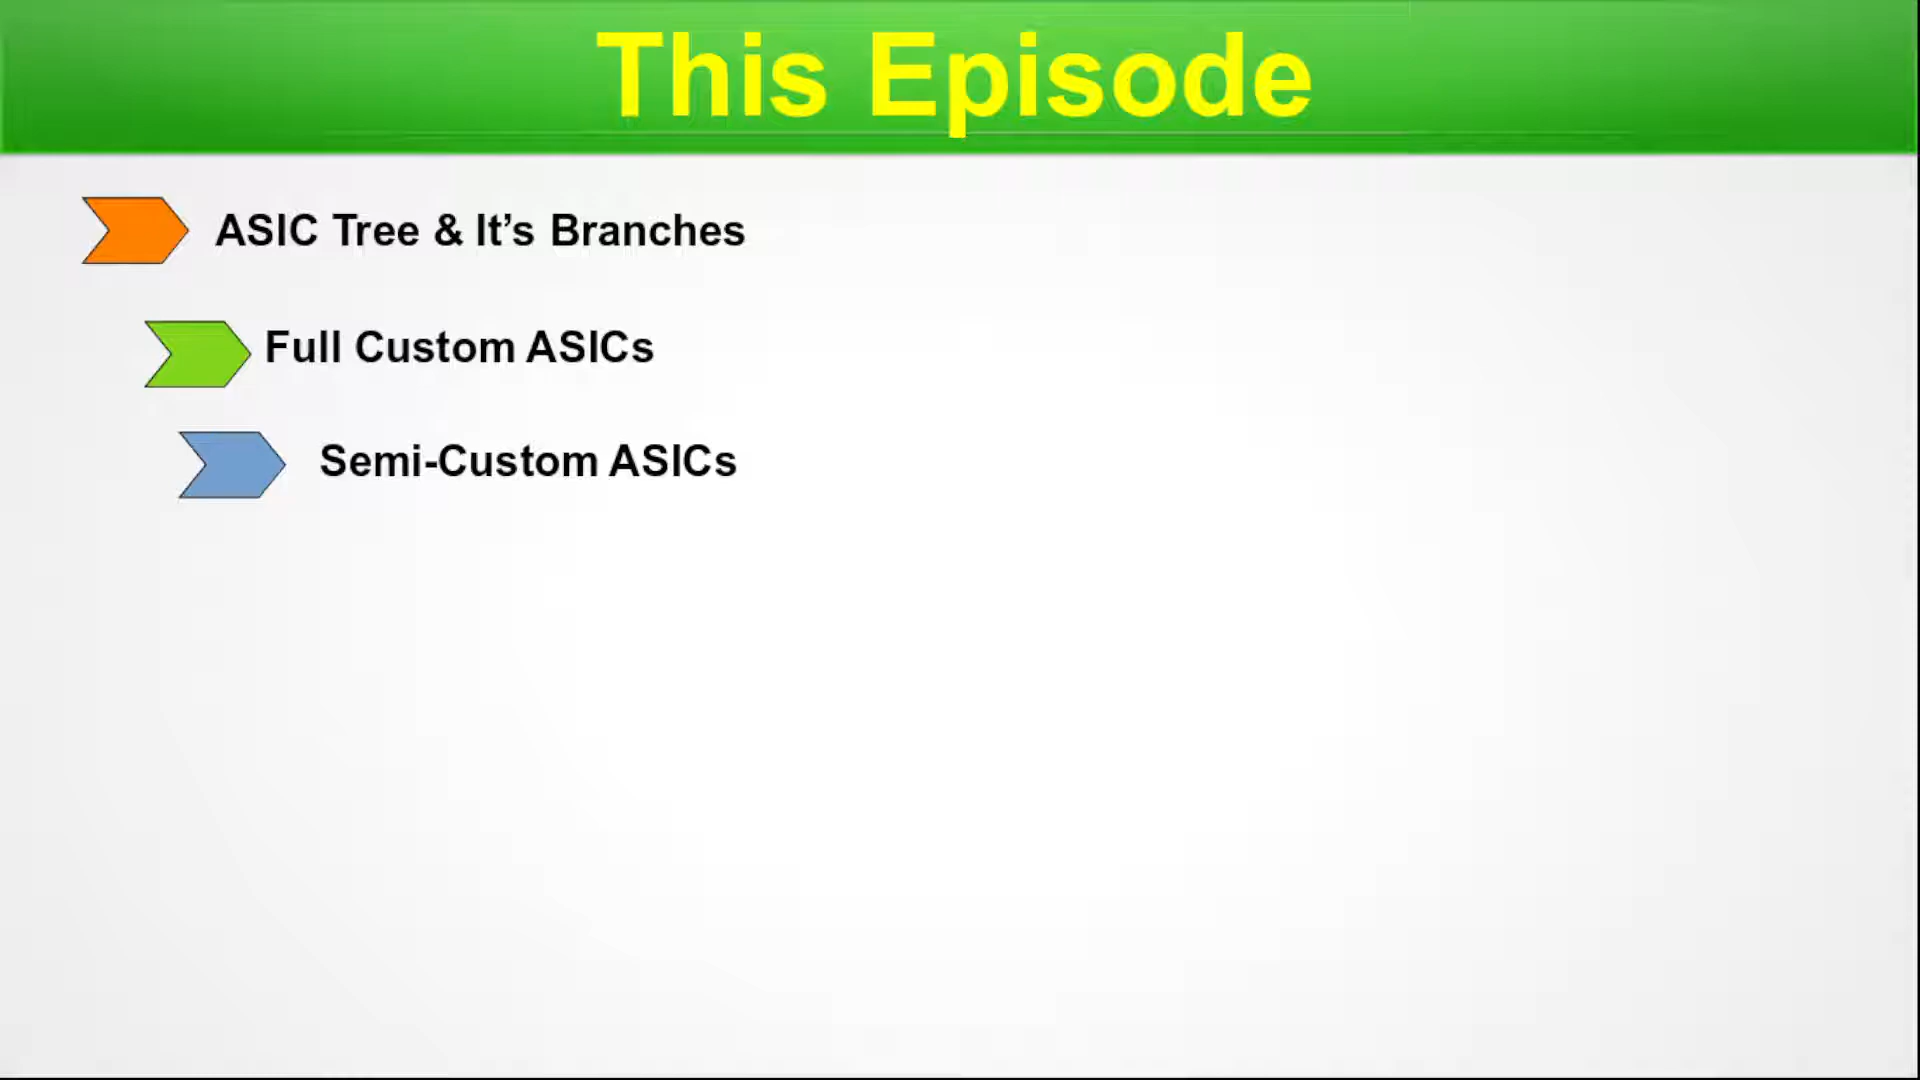 This Episode
ASIC Tree & It’s Branches
Full Custom ASICs
Semi-Custom ASICs